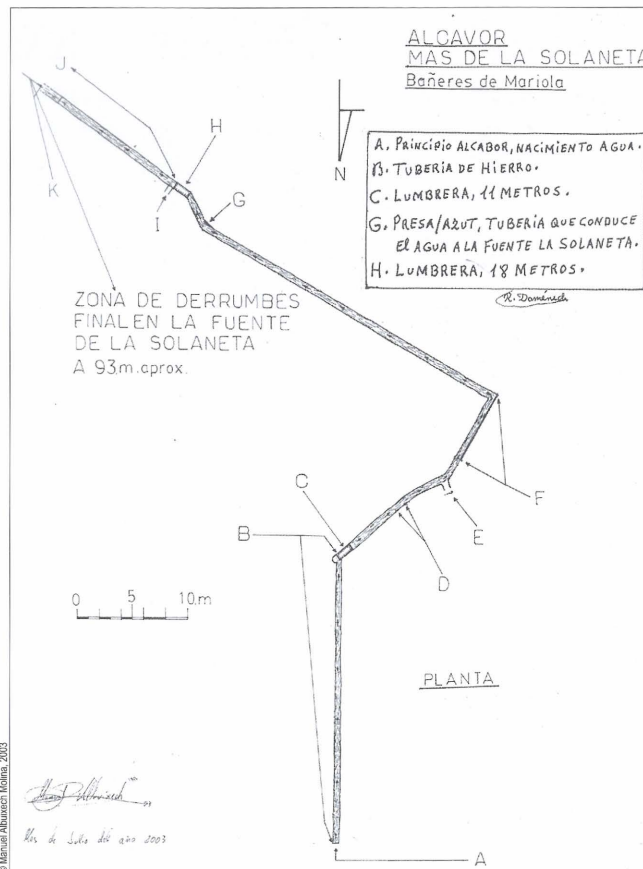 ALCAVOR
MAS DE LA SOLANETA
Bañeres de Mariola
A. PRINCIPIO ALCABOR, NACIMIENTO AGUA.
B. TUBERIA DE HIERRO.
C. LUMBRERA, 11 METROS.
G. PRESA/AZUT, TUBERIA QUE CONDUCE
El AGUA A LA FUENTE LA SOLANETA.
H. LUMBRERA, 18 METROS.
R. Doménech
N
J
H
K
I
G
ZONA DE DERRUMBES
FINAL EN LA FUENTE
DE LA SOLANETA
A 93 m. aprox.
C
B
F
E
D
0 5 10 m
PLANTA
A
Mes de Julio del año 2003
© Manuel Albuixech Molina, 2003